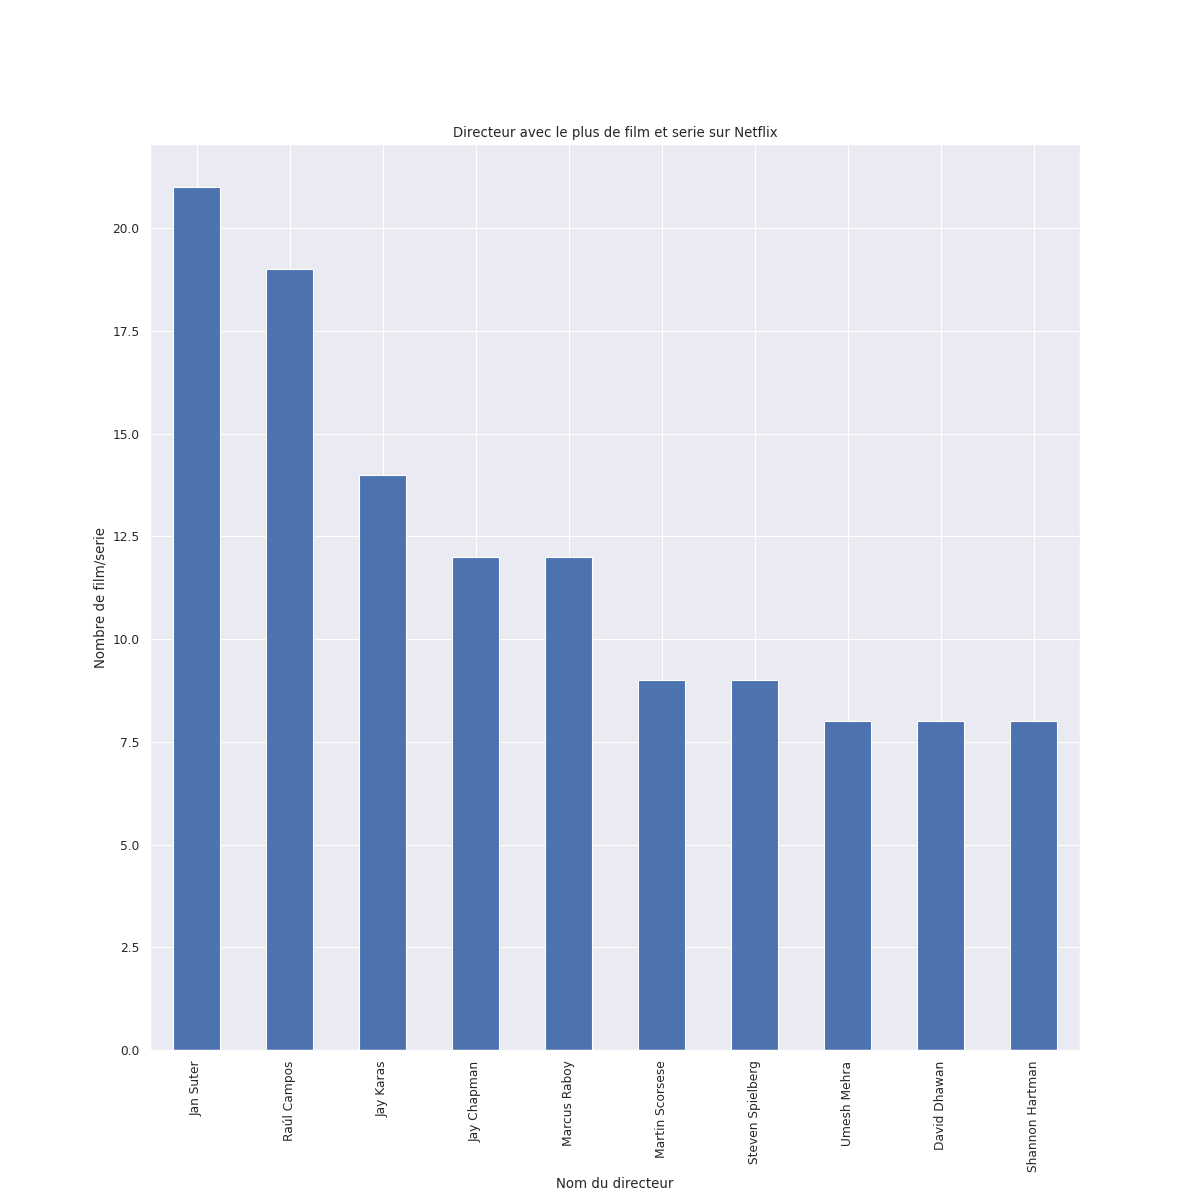 Directeur avec le plus de film et serie sur Netflix
Nombre de film/serie
20.0
17.5
15.0
12.5
10.0
7.5
5.0
2.5
0.0
Jan Suter
Raúl Campos
Jay Karas
Jay Chapman
Marcus Raboy
Martin Scorsese
Steven Spielberg
Umesh Mehra
David Dhawan
Shannon Hartman
Nom du directeur